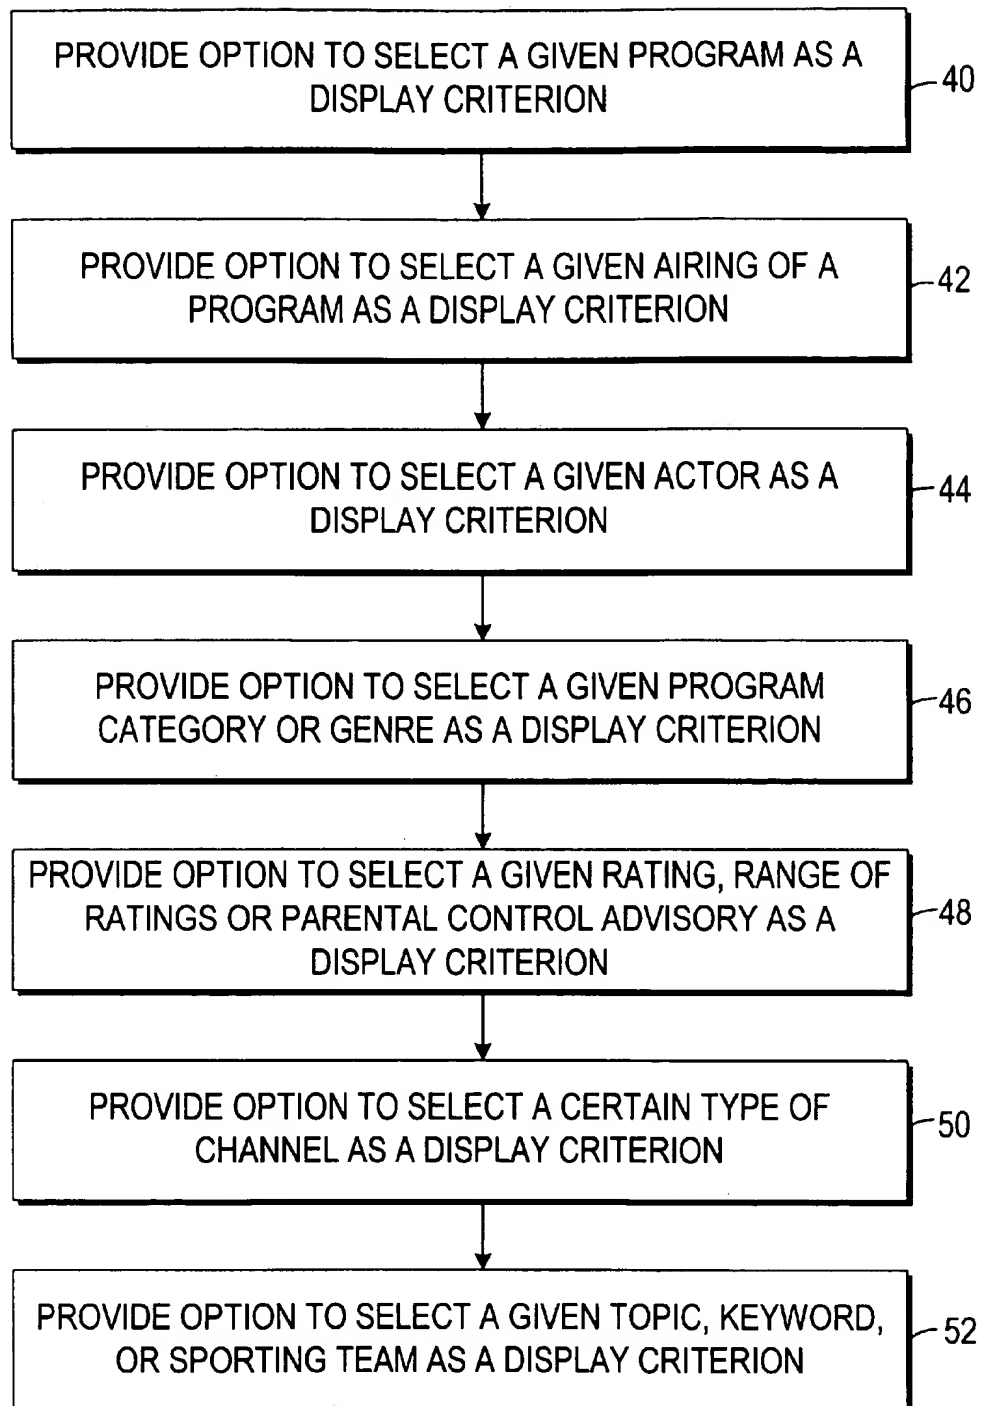 PROVIDE OPTION TO SELECT A GIVEN PROGRAM AS A
DISPLAY CRITERION
40
PROVIDE OPTION TO SELECT A GIVEN AIRING OF A
PROGRAM AS A DISPLAY CRITERION
42
PROVIDE OPTION TO SELECT A GIVEN ACTOR AS A
DISPLAY CRITERION
44
PROVIDE OPTION TO SELECT A GIVEN PROGRAM
CATEGORY OR GENRE AS A DISPLAY CRITERION
46
PROVIDE OPTION TO SELECT A GIVEN RATING, RANGE OF
RATINGS OR PARENTAL CONTROL ADVISORY AS A
DISPLAY CRITERION
48
PROVIDE OPTION TO SELECT A CERTAIN TYPE OF
CHANNEL AS A DISPLAY CRITERION
50
PROVIDE OPTION TO SELECT A GIVEN TOPIC, KEYWORD,
OR SPORTING TEAM AS A DISPLAY CRITERION
52